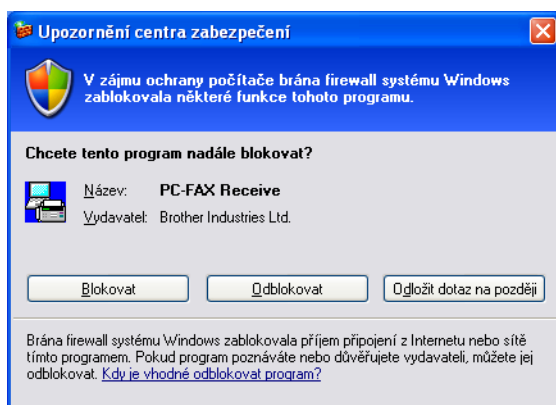 Upozornění centra zabezpečení
V zájmu ochrany počítače brána firewall systému Windows
zablokovala některé funkce tohoto programu.
Chcete tento program nadále blokovat?
Název: PC-FAX Receive
Vydavatel: Brother Industries Ltd.
Blokovat Odblokovat Odložit dotaz na později
Brána firewall systému Windows zablokovala příjem připojení z Internetu nebo sítě
tímto programem. Pokud program poznáváte nebo důvěřujete vydavateli, můžete jej
odblokovat. Kdy je vhodné odblokovat program?